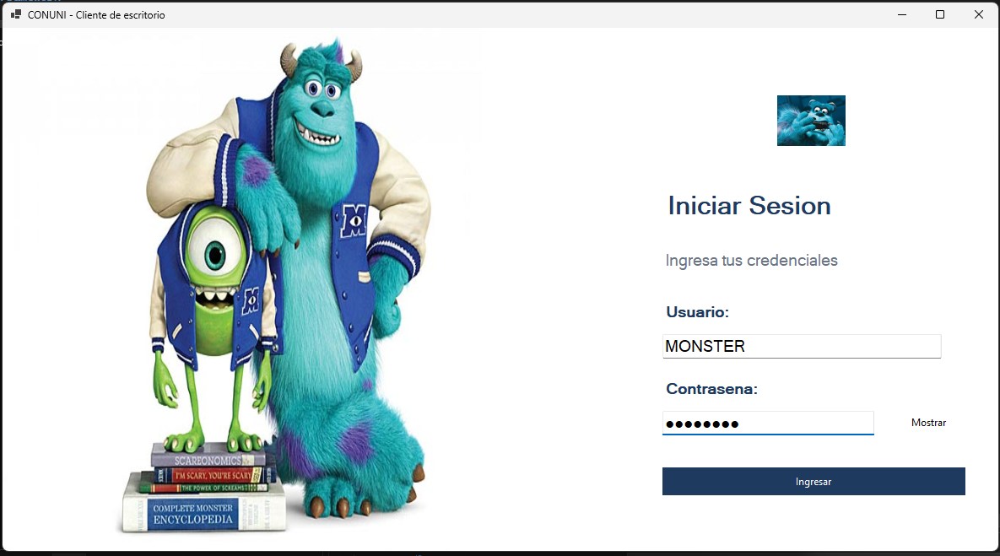 CONUNI - Cliente de escritorio
M
M
SCAREONOMICS
I'M SCARY, YOU'RE SCARY
THE POWER OF SCREAMS
COMPLETE MONSTER
ENCYCLOPEDIA
Iniciar Sesion
Ingresa tus credenciales
Usuario:
MONSTER
Contrasena:
●●●●●●●●
Mostrar
Ingresar